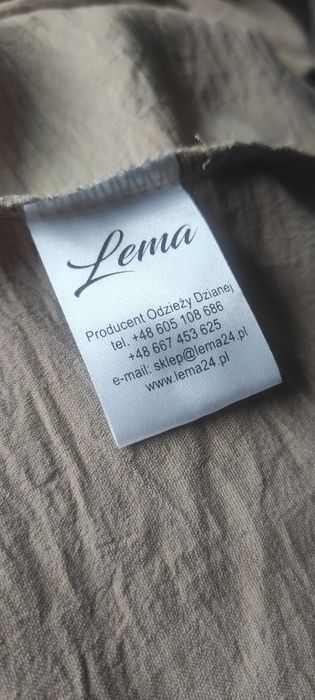 Lema
Producent Odzieży Dzianej
tel. +48 605 108 686
+48 667 453 625
e-mail: sklep@lema24.pl
www.lema24.pl